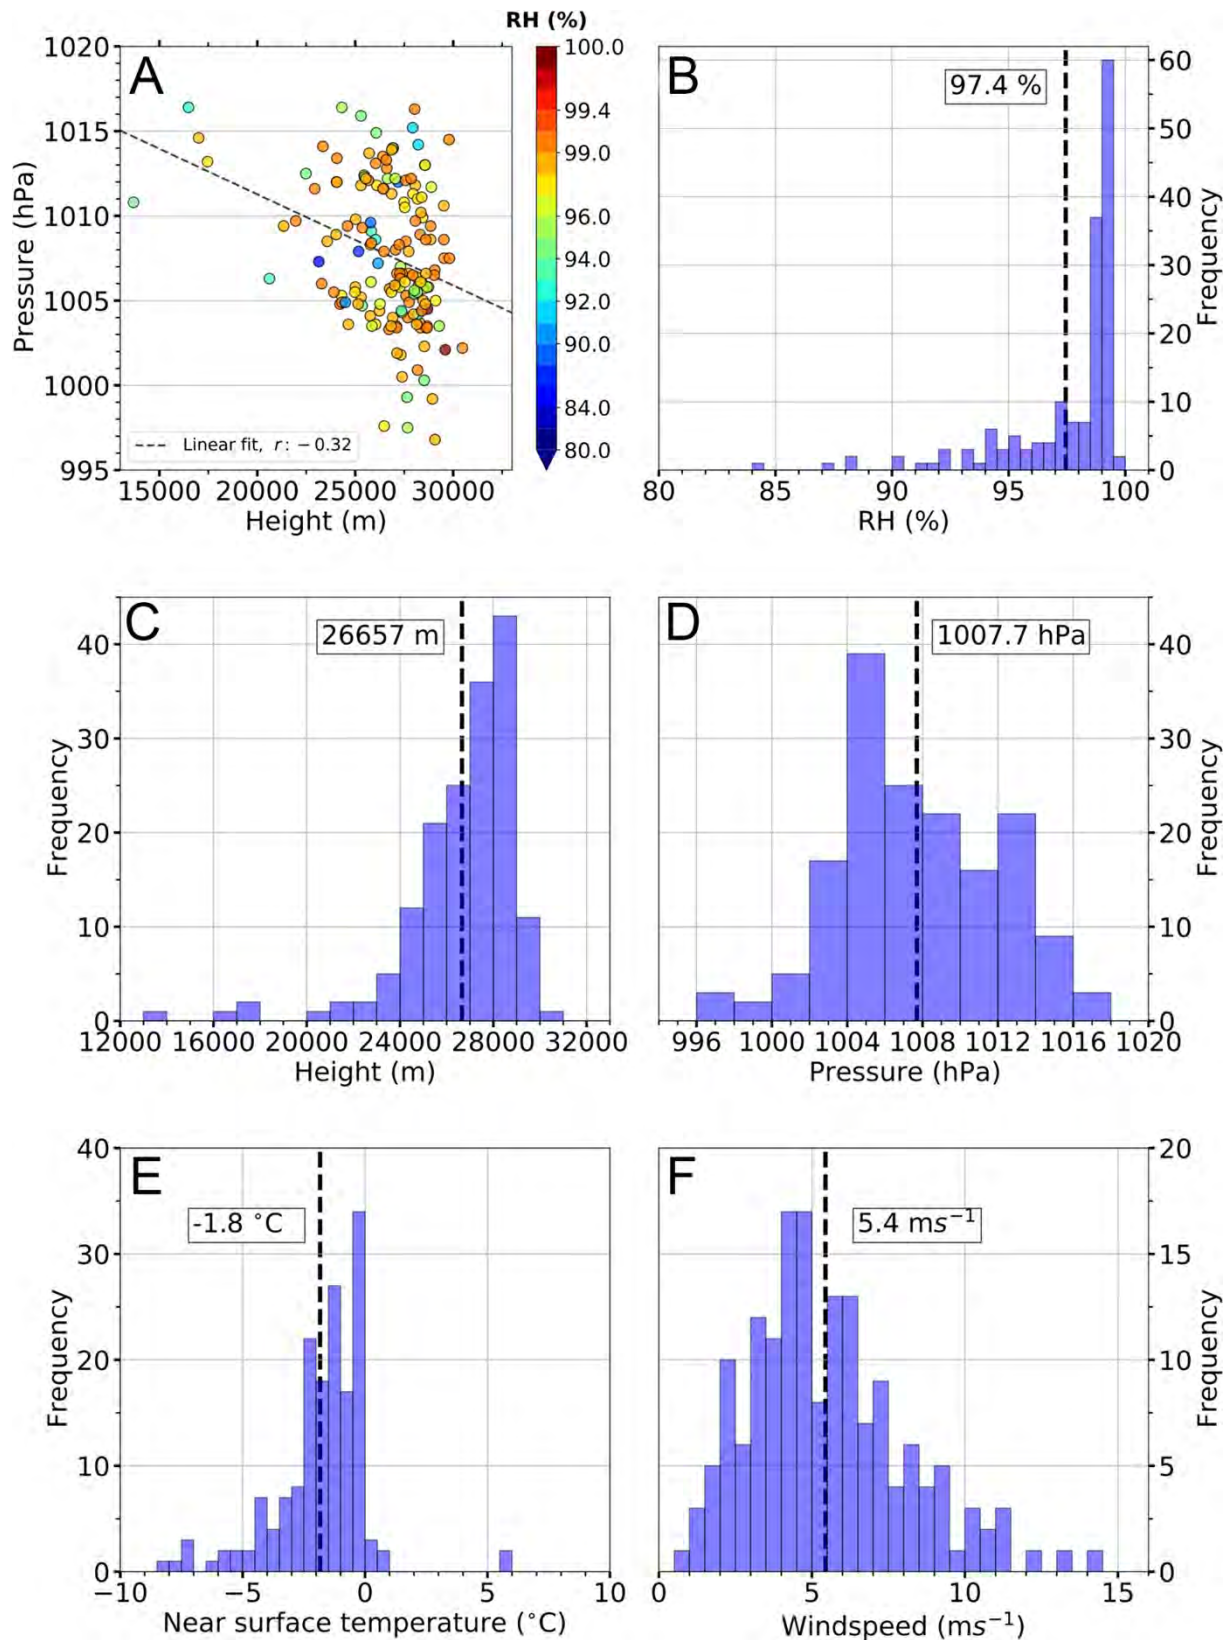 RH (%)
A
1020
1015
1010
1005
1000
995
Pressure (hPa)
Linear fit, r: −0.32
15000 20000 25000 30000
Height (m)
100.0
99.4
99.0
96.0
94.0
92.0
90.0
84.0
80.0
B
97.4 %
60
50
40
30
20
10
0
Frequency
80 85 90 95 100
RH (%)
C
26657 m
40
30
20
10
0
Frequency
12000 16000 20000 24000 28000 32000
Height (m)
D
1007.7 hPa
40
30
20
10
0
Frequency
996 1000 1004 1008 1012 1016 1020
Pressure (hPa)
E
-1.8 °C
40
30
20
10
0
Frequency
−10 −5 0 5 10
Near surface temperature (°C)
F
5.4 ms⁻¹
20
15
10
5
0
Frequency
0 5 10 15
Windspeed (ms⁻¹)